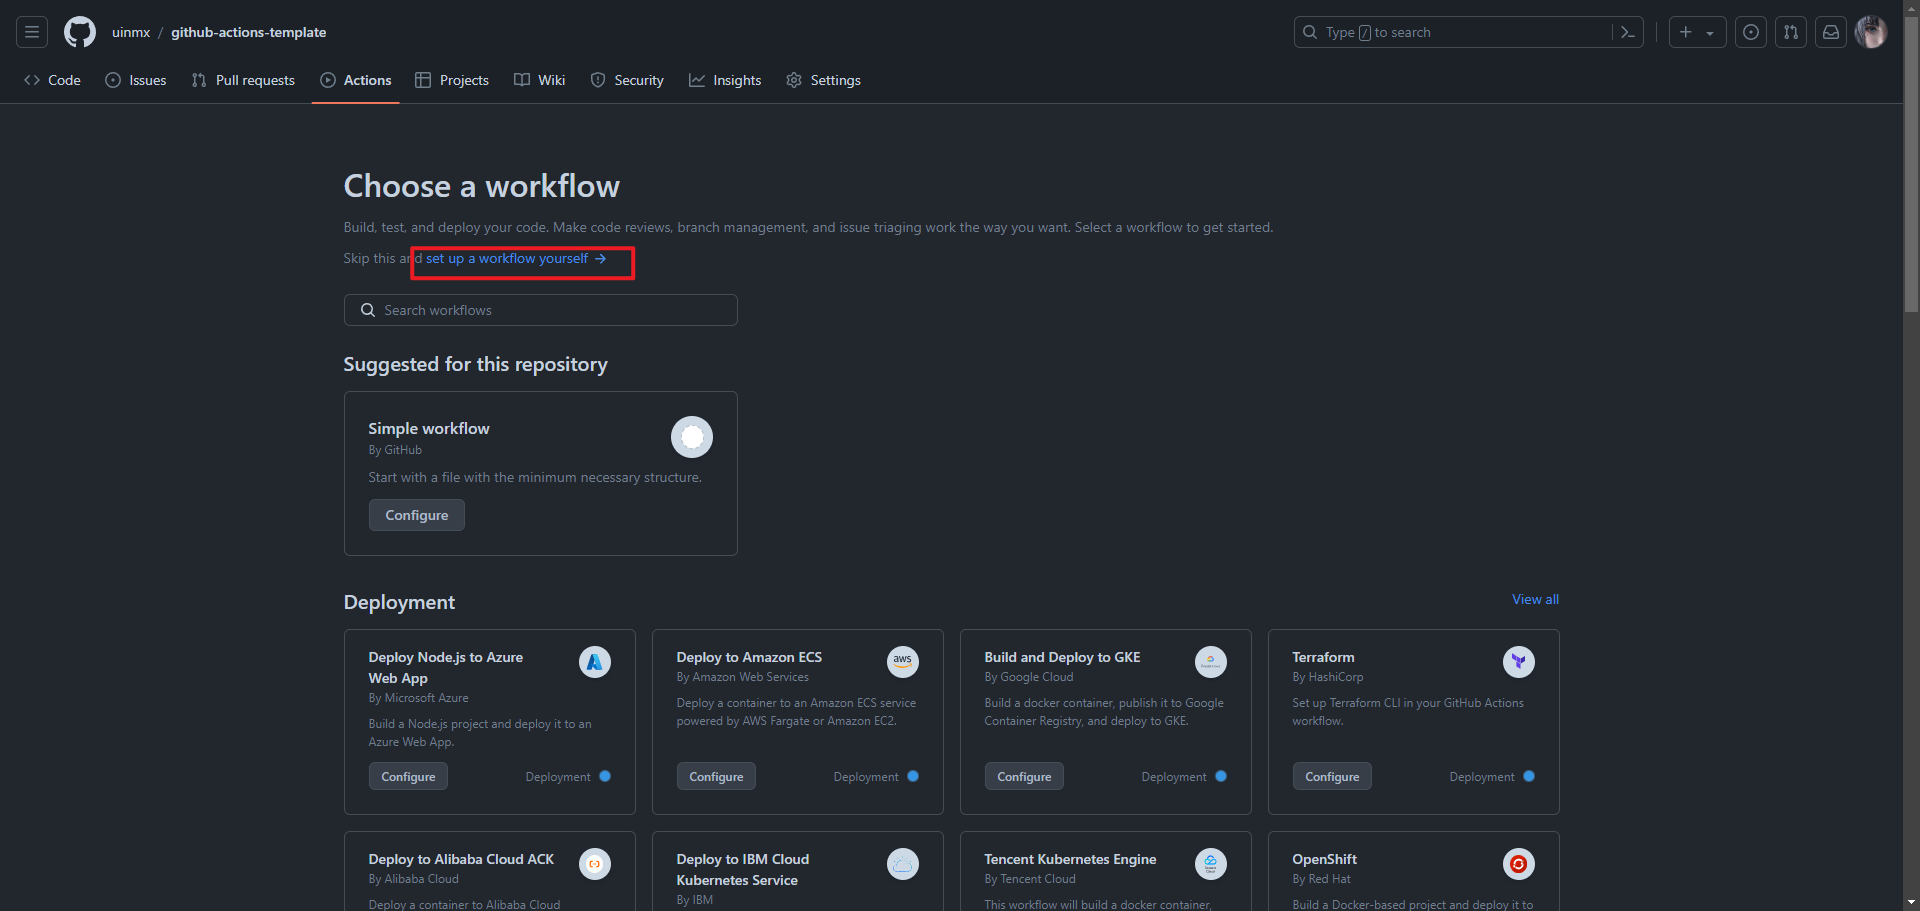 uinmx / github-actions-template
Type / to search
Code Issues Pull requests Actions Projects Wiki Security Insights Settings
Choose a workflow
Build, test, and deploy your code. Make code reviews, branch management, and issue triaging work the way you want. Select a workflow to get started.
Skip this and set up a workflow yourself →
Search workflows
Suggested for this repository
Simple workflow
By GitHub
Start with a file with the minimum necessary structure.
Configure
Deployment
View all
Deploy Node.js to Azure
Web App
By Microsoft Azure
Build a Node.js project and deploy it to an
Azure Web App.
Configure
Deployment
Deploy to Amazon ECS
By Amazon Web Services
aws
Deploy a container to an Amazon ECS service
powered by AWS Fargate or Amazon EC2.
Configure
Deployment
Build and Deploy to GKE
By Google Cloud
Build a docker container, publish it to Google
Container Registry, and deploy to GKE.
Configure
Deployment
Terraform
By HashiCorp
Set up Terraform CLI in your GitHub Actions
workflow.
Configure
Deployment
Deploy to Alibaba Cloud ACK
By Alibaba Cloud
Deploy a container to Alibaba Cloud
Deploy to IBM Cloud
Kubernetes Service
By IBM
Tencent Kubernetes Engine
By Tencent Cloud
This workflow will build a docker container,
OpenShift
By Red Hat
Build a Docker-based project and deploy it to